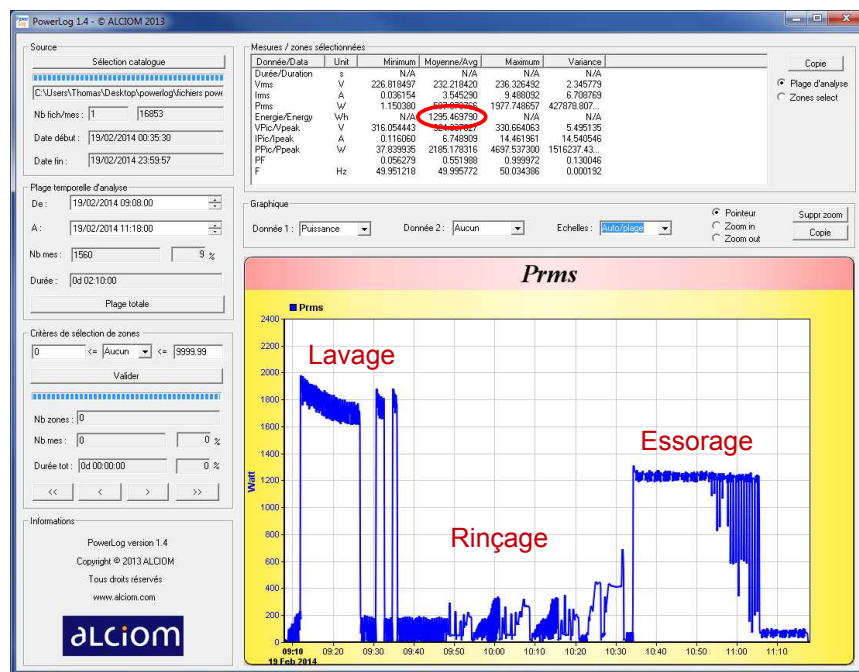 PowerLog 1.4 - © ALCIOM 2013
Source
Sélection catalogue
C:\Users\Thomas\Desktop\powerlog\fichiers powe
Nb fich/mes : 1 16853
Date début : 19/02/2014 00:35:30
Date fin : 19/02/2014 23:59:57
Plage temporelle d'analyse
De : 19/02/2014 09:08:00
A : 19/02/2014 11:18:00
Nb mes : 1560 9 %
Durée : 0d 02:10:00
Plage totale
Critères de sélection de zones
0 <= Aucun <= 9999.99
Valider
Nb zones : 0
Nb mes : 0 0 %
Durée tot : 0d 00:00:00 0 %
<< < > >>
Informations
PowerLog version 1.4
Copyright © 2013 ALCIOM
Tous droits réservés
www.alciom.com
aLciom
Mesures / zones sélectionnées
Donnée/Data Unit Minimum Moyenne/Avg Maximum Variance
Durée/Duration s N/A N/A N/A N/A
Vrms V 226.818497 232.218420 236.326492 2.345779
Irms A 0.036154 3.545290 9.488092 6.708769
Prms W 1.150380 1977.748657 427878.807...
Energie/Energy Wh N/A 1295.469790 N/A N/A
VPic/Vpeak V 316.054443 330.664063 5.495135
IPic/Ipeak A 0.116060 6.748909 14.461961 14.540546
PPic/Ppeak W 37.839935 2185.178316 4697.537300 1516237.43...
PF 0.056279 0.551988 0.999972 0.130046
F Hz 49.951218 49.995772 50.034386 0.000192
Copie
Plage d'analyse
Zones select
Graphique
Donnée 1 : Puissance Donnée 2 : Aucun Echelles : Auto/plage
Pointeur
Zoom in
Zoom out
Suppr zoom
Copie
Prms
Prms
2400
2200
2000
1800
1600
1400
1200
1000
800
600
400
200
0
Watt
Lavage
Essorage
Rinçage
09:10 09:20 09:30 09:40 09:50 10:00 10:10 10:20 10:30 10:40 10:50 11:00 11:10
19 Feb 2014